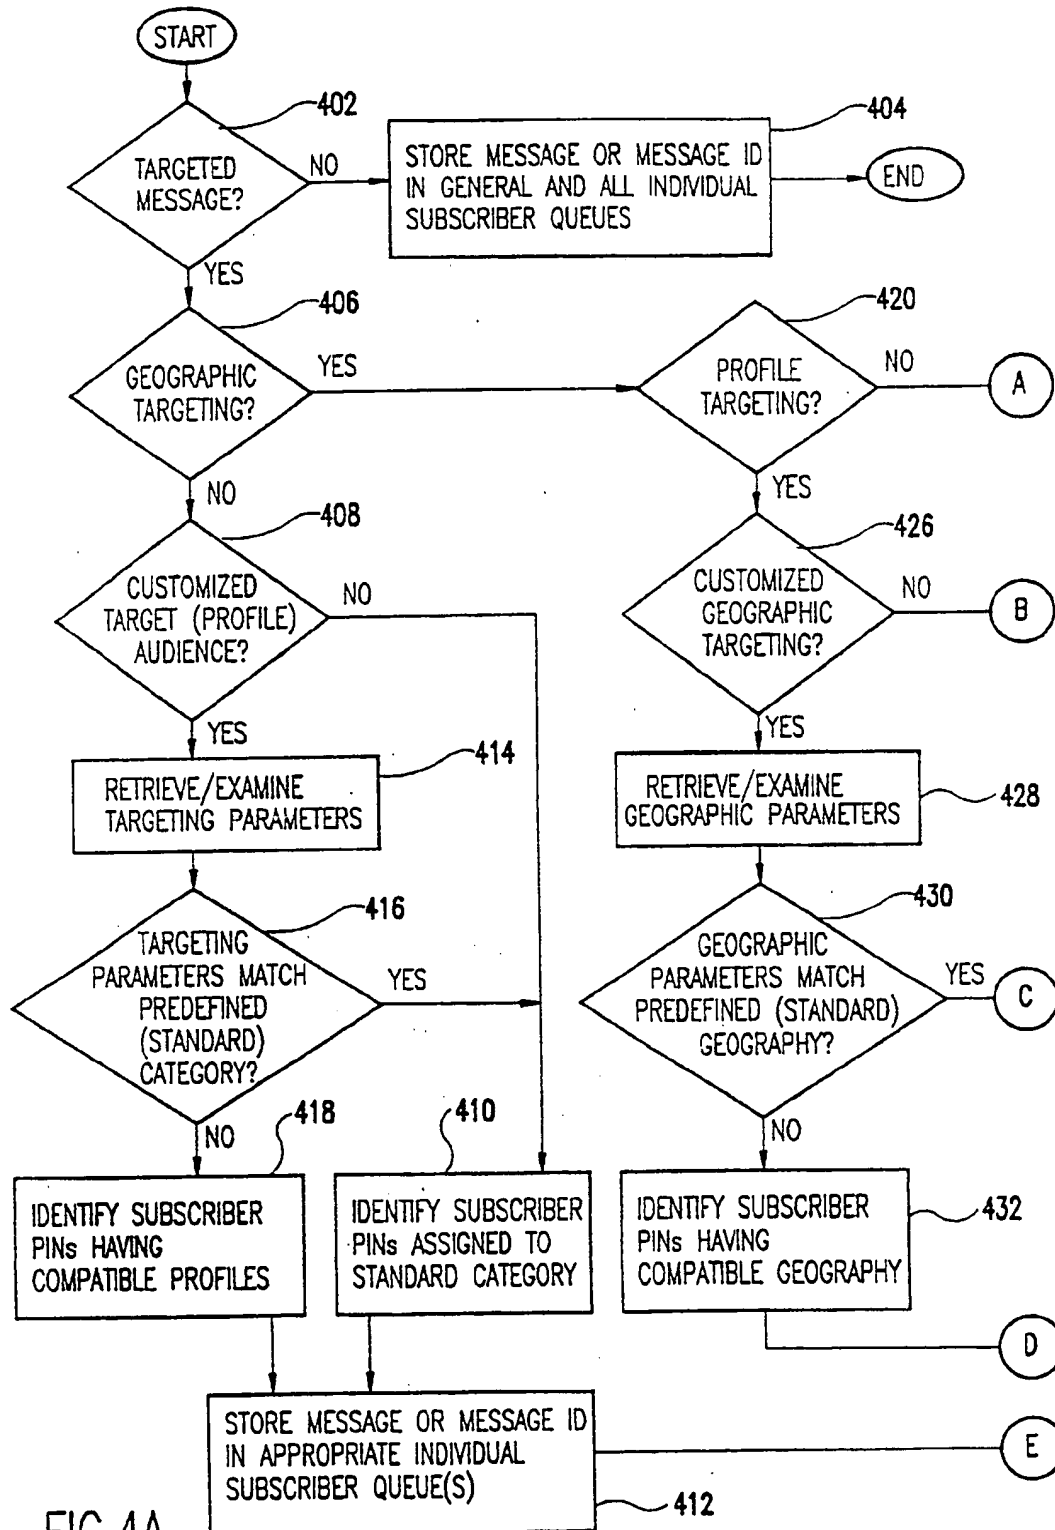 START
402
TARGETED
MESSAGE?
NO
404
STORE MESSAGE OR MESSAGE ID
IN GENERAL AND ALL INDIVIDUAL
SUBSCRIBER QUEUES
END
YES
406
GEOGRAPHIC
TARGETING?
YES
420
PROFILE
TARGETING?
NO
A
NO
YES
408
CUSTOMIZED
TARGET (PROFILE)
AUDIENCE?
NO
426
CUSTOMIZED
GEOGRAPHIC
TARGETING?
NO
B
YES
YES
414
RETRIEVE/EXAMINE
TARGETING PARAMETERS
RETRIEVE/EXAMINE
GEOGRAPHIC PARAMETERS
428
416
TARGETING
PARAMETERS MATCH
PREDEFINED
(STANDARD)
CATEGORY?
YES
430
GEOGRAPHIC
PARAMETERS MATCH
PREDEFINED (STANDARD)
GEOGRAPHY?
YES
C
NO
NO
418
IDENTIFY SUBSCRIBER
PINs HAVING
COMPATIBLE PROFILES
410
IDENTIFY SUBSCRIBER
PINs ASSIGNED TO
STANDARD CATEGORY
IDENTIFY SUBSCRIBER
PINs HAVING
COMPATIBLE GEOGRAPHY
432
D
STORE MESSAGE OR MESSAGE ID
IN APPROPRIATE INDIVIDUAL
SUBSCRIBER QUEUE(S)
E
412
FIG.4A